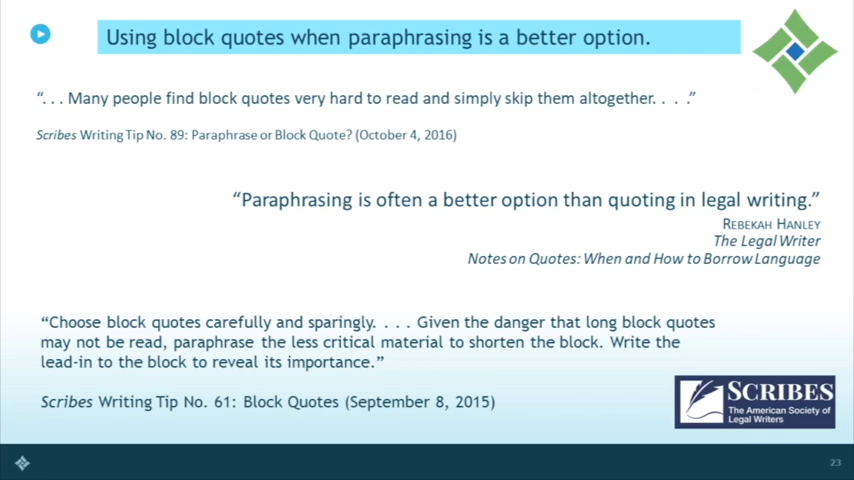 Using block quotes when paraphrasing is a better option.
“. . . Many people find block quotes very hard to read and simply skip them altogether. . . .”
Scribes Writing Tip No. 89: Paraphrase or Block Quote? (October 4, 2016)
“Paraphrasing is often a better option than quoting in legal writing.”
REBEKAH HANLEY
The Legal Writer
Notes on Quotes: When and How to Borrow Language
“Choose block quotes carefully and sparingly. . . . Given the danger that long block quotes
may not be read, paraphrase the less critical material to shorten the block. Write the
lead-in to the block to reveal its importance.”
Scribes Writing Tip No. 61: Block Quotes (September 8, 2015)
SCRIBES
The American Society of
Legal Writers
23